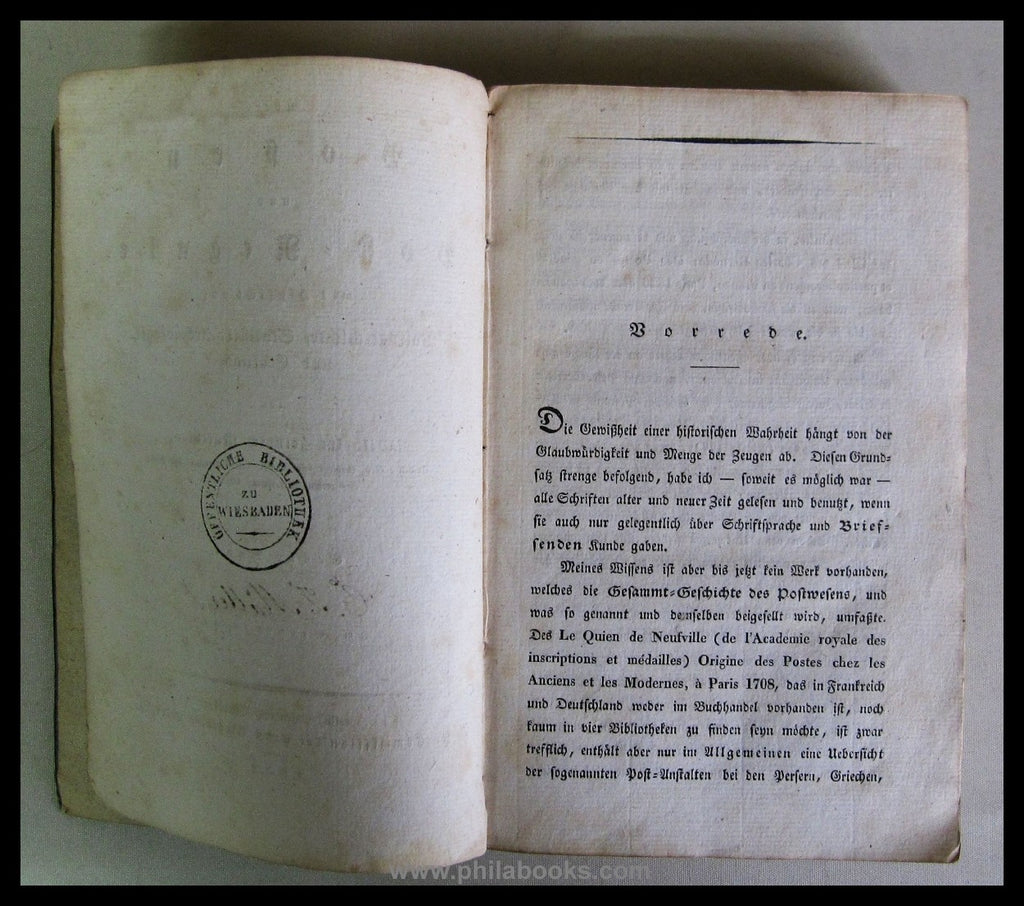 ÖFFENTLICHE BIBLIOTHEK
ZU
WIESBADEN
Vorrede.
Die Gewißheit einer historischen Wahrheit hängt von der
Glaubwürdigkeit und Menge der Zeugen ab. Diesen Grund-
satz strenge befolgend, habe ich — soweit es möglich war —
alle Schriften alter und neuer Zeit gelesen und benutzt, wenn
sie auch nur gelegentlich über Schriftsprache und Brief-
senden Kunde gaben.
Meines Wissens ist aber bis jetzt kein Werk vorhanden,
welches die Gesammt-Geschichte des Postwesens, und
was so genannt und demselben beigesellt wird, umfaßte.
Des Le Quien de Neufville (de l'Academie royale des
inscriptions et médailles) Origine des Postes chez les
Anciens et les Modernes, à Paris 1708, das in Frankreich
und Deutschland weder im Buchhandel vorhanden ist, noch
kaum in vier Bibliotheken zu finden seyn möchte, ist zwar
trefflich, enthält aber nur im Allgemeinen eine Uebersicht
der sogenannten Post-Anstalten bei den Persern, Griechen,
www.philabooks.com